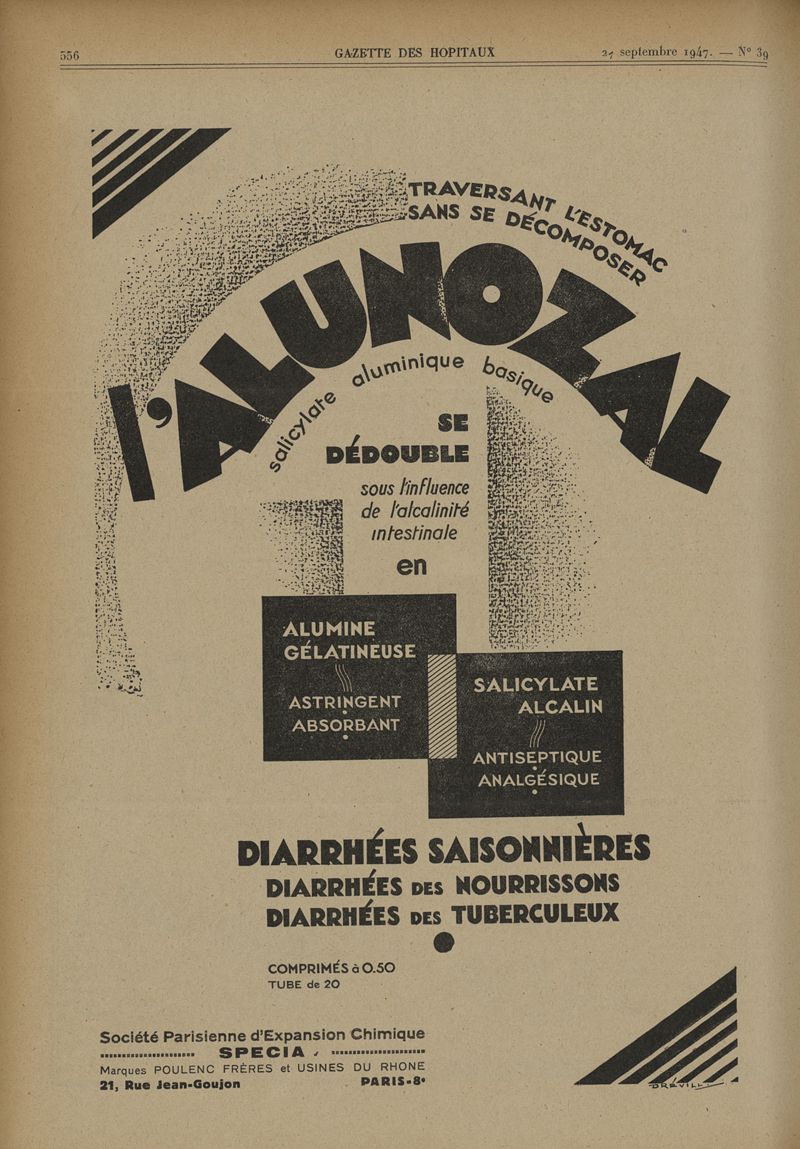 556
GAZETTE DES HOPITAUX
27 septembre 1947. — N° 39
TRAVERSANT L'ESTOMAC
SANS SE DÉCOMPOSER
l'ALUNOZAL
salicylate aluminique basique
SE
DÉDOUBLE
sous l'influence
de l'alcalinité
intestinale
en
ALUMINE
GÉLATINEUSE
ASTRINGENT
ABSORBANT
SALICYLATE
ALCALIN
ANTISEPTIQUE
ANALGÉSIQUE
DIARRHÉES SAISONNIÈRES
DIARRHÉES DES NOURRISSONS
DIARRHÉES DES TUBERCULEUX
COMPRIMÉS à 0.50
TUBE de 20
Société Parisienne d'Expansion Chimique
SPECIA
Marques POULENC FRÈRES et USINES DU RHONE
21, Rue Jean-Goujon PARIS-8e
DRÉVILL